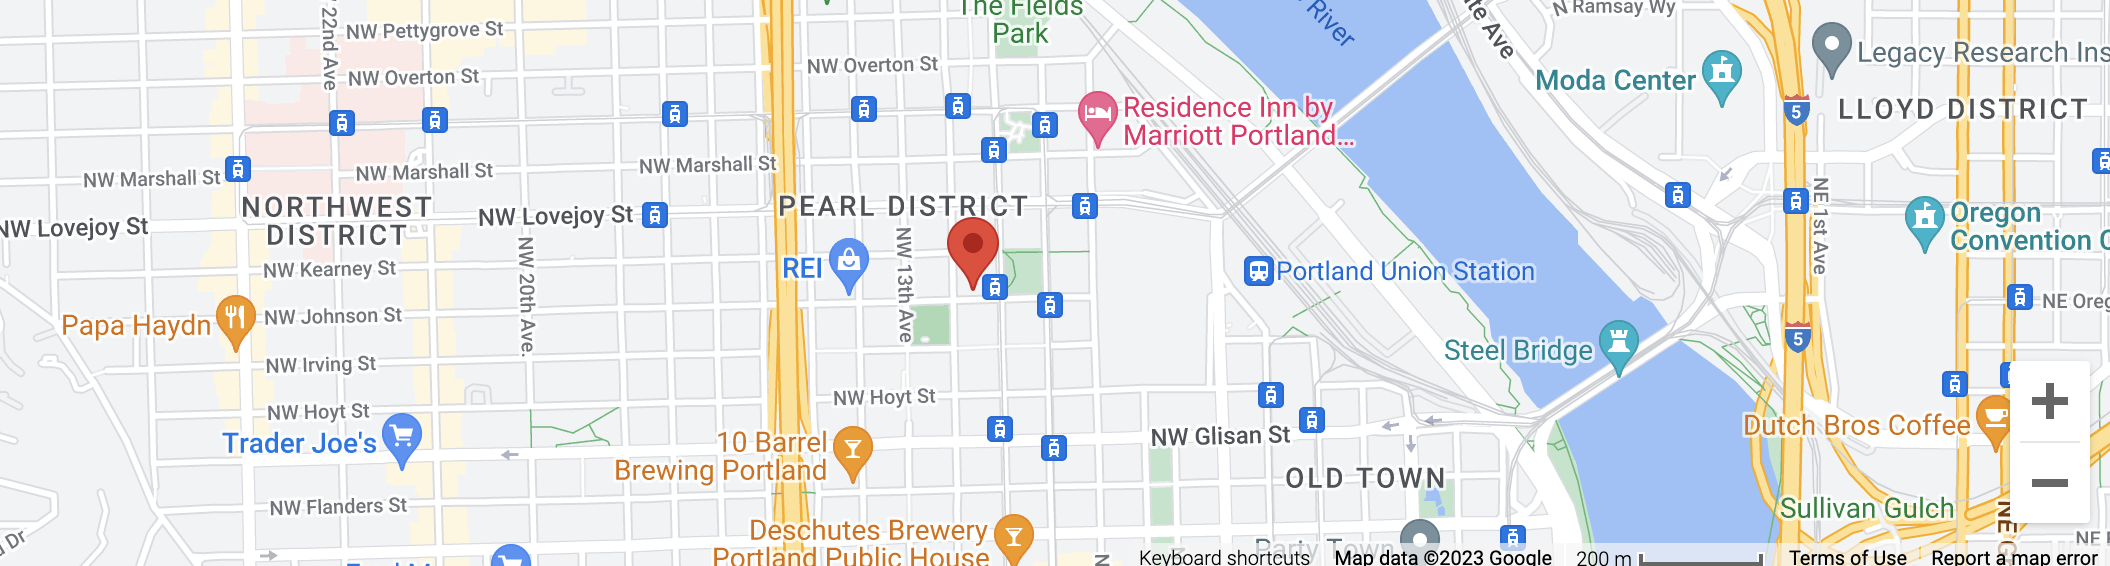 22nd Ave
NW Pettygrove St
NW Overton St
The Fields
Park
NW Overton St
River
N Ramsay Wy
Ave
Moda Center
Legacy Research Ins
5
LLOYD DISTRICT
Residence Inn by
Marriott Portland...
NW Marshall St
NW Marshall St
NW Marshall St
NORTHWEST
DISTRICT
NW Lovejoy St
NW Lovejoy St
PEARL DISTRICT
NE 1st Ave
Oregon
Convention C
NW Kearney St
NW 20th Ave.
REI
NW 13th Ave
Portland Union Station
Papa Haydn
NW Johnson St
NE Oreg
5
Steel Bridge
NW Irving St
NW Hoyt St
NW Hoyt St
Trader Joe's
10 Barrel
Brewing Portland
NW Glisan St
Dutch Bros Coffee
OLD TOWN
NW Flanders St
Sullivan Gulch
Deschutes Brewery
Portland Public House
Party Town
Dr
N
NE G
NE F
Keyboard shortcuts
Map data ©2023 Google
200 m
Terms of Use
Report a map error